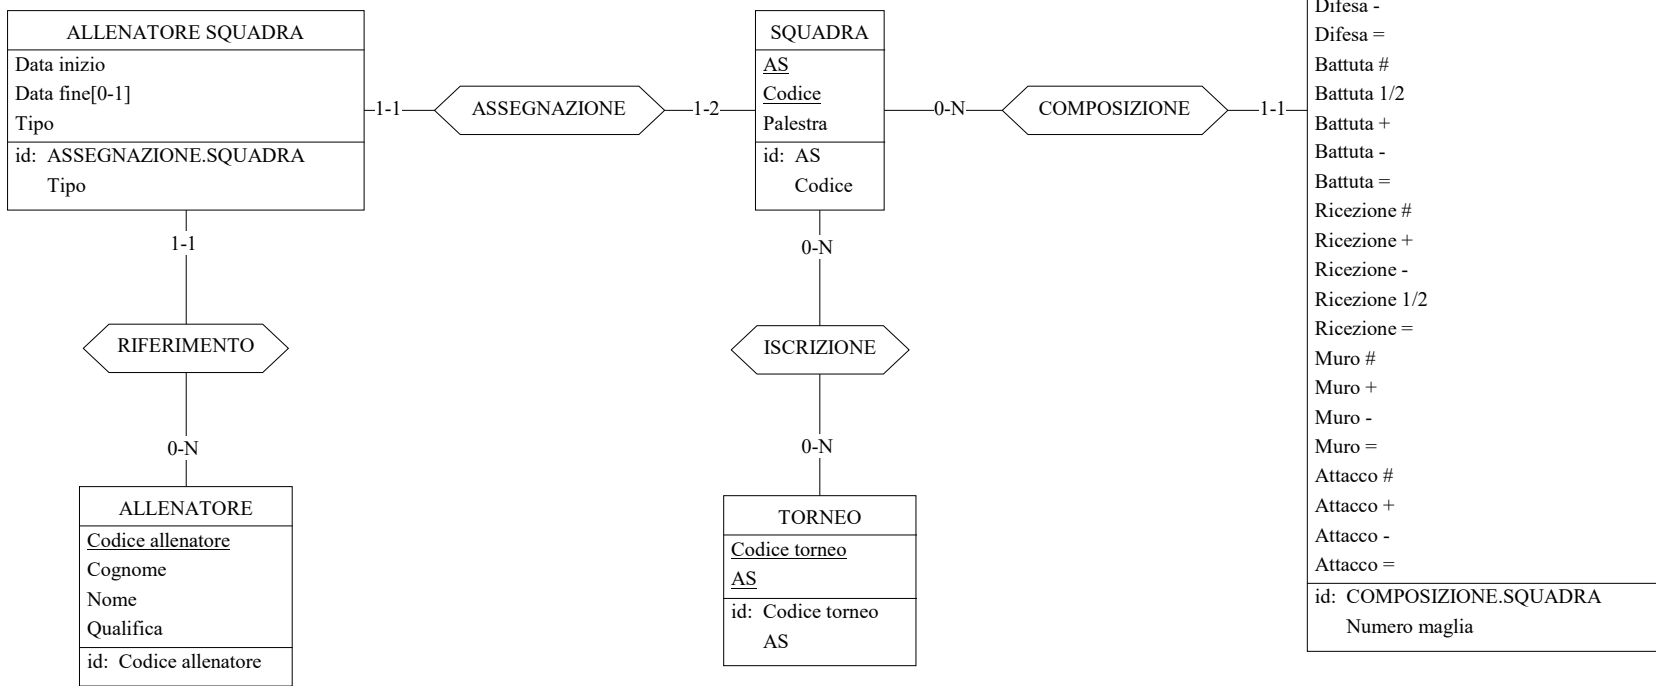 ALLENATORE SQUADRA
Data inizio
Data fine[0-1]
Tipo
id: ASSEGNAZIONE.SQUADRA
Tipo
1-1
ASSEGNAZIONE
1-2
SQUADRA
AS
Codice
Palestra
id: AS
Codice
0-N
COMPOSIZIONE
1-1
Difesa -
Difesa =
Battuta #
Battuta 1/2
Battuta +
Battuta -
Battuta =
Ricezione #
Ricezione +
Ricezione -
Ricezione 1/2
Ricezione =
Muro #
Muro +
Muro -
Muro =
Attacco #
Attacco +
Attacco -
Attacco =
id: COMPOSIZIONE.SQUADRA
Numero maglia
1-1
RIFERIMENTO
0-N
ALLENATORE
Codice allenatore
Cognome
Nome
Qualifica
id: Codice allenatore
0-N
ISCRIZIONE
0-N
TORNEO
Codice torneo
AS
id: Codice torneo
AS